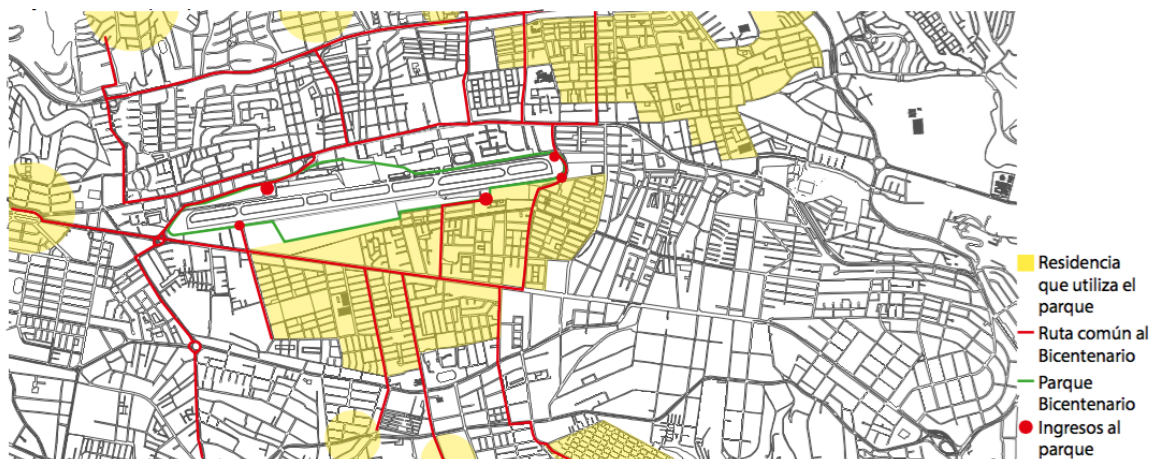 Residencia
que utiliza el
parque
Ruta común al
Bicentenario
Parque
Bicentenario
Ingresos al
parque